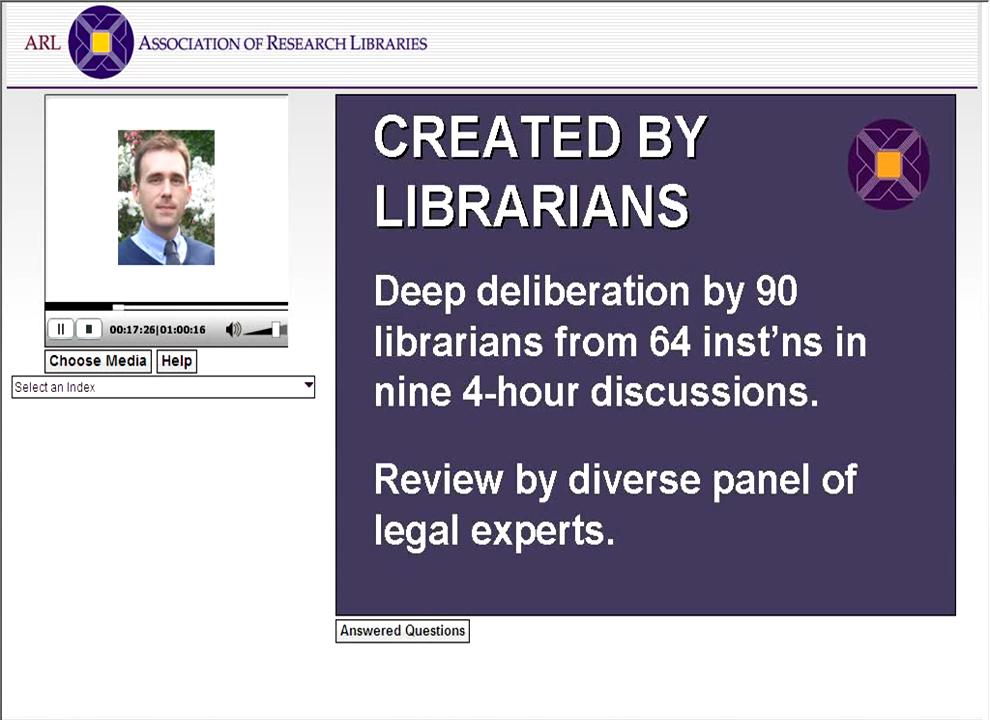 ARL ASSOCIATION OF RESEARCH LIBRARIES
00:17:26|01:00:16
Choose Media Help
Select an Index
CREATED BY
LIBRARIANS
Deep deliberation by 90
librarians from 64 inst’ns in
nine 4-hour discussions.
Review by diverse panel of
legal experts.
Answered Questions